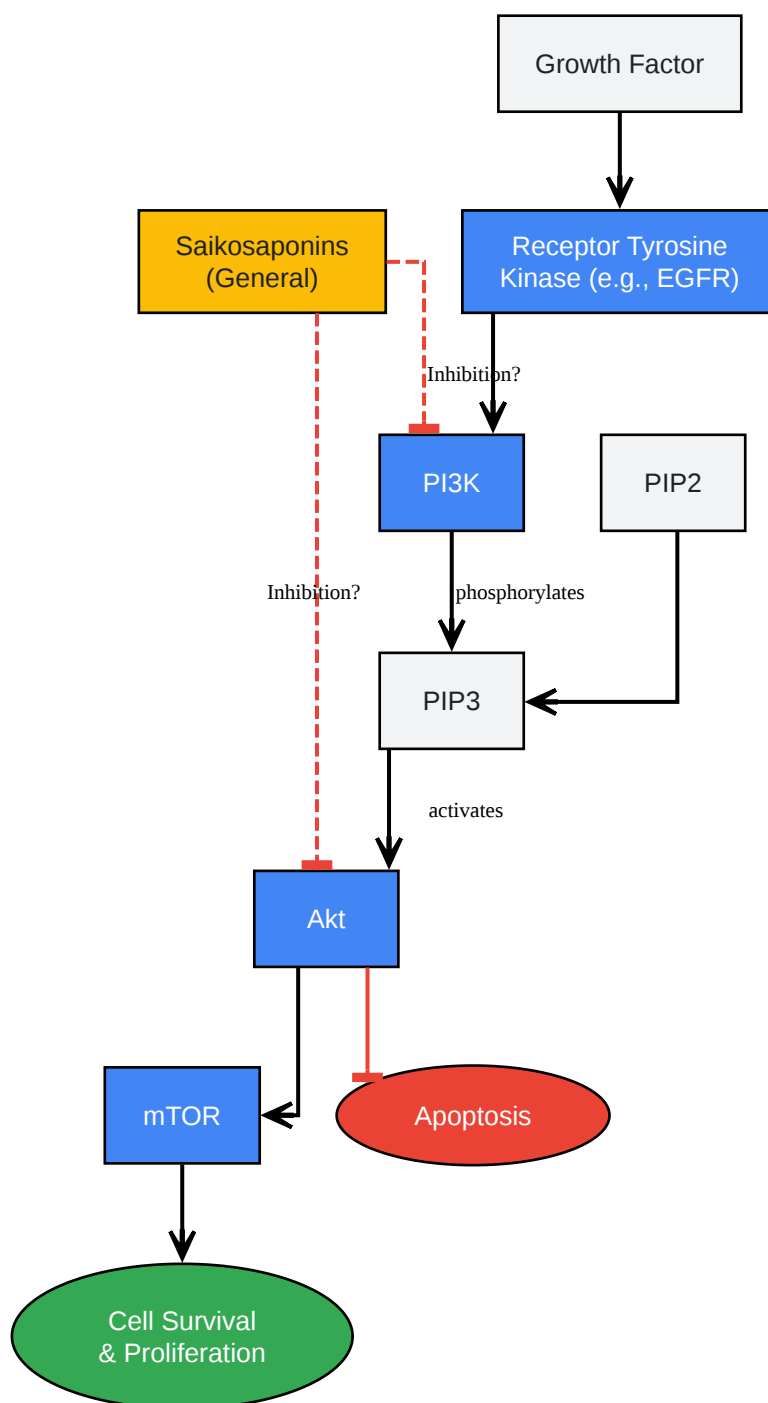 Growth Factor
Saikosaponins
(General)
Receptor Tyrosine
Kinase (e.g., EGFR)
Inhibition?
PI3K
PIP2
Inhibition?
phosphorylates
PIP3
activates
Akt
mTOR
Apoptosis
Cell Survival
& Proliferation